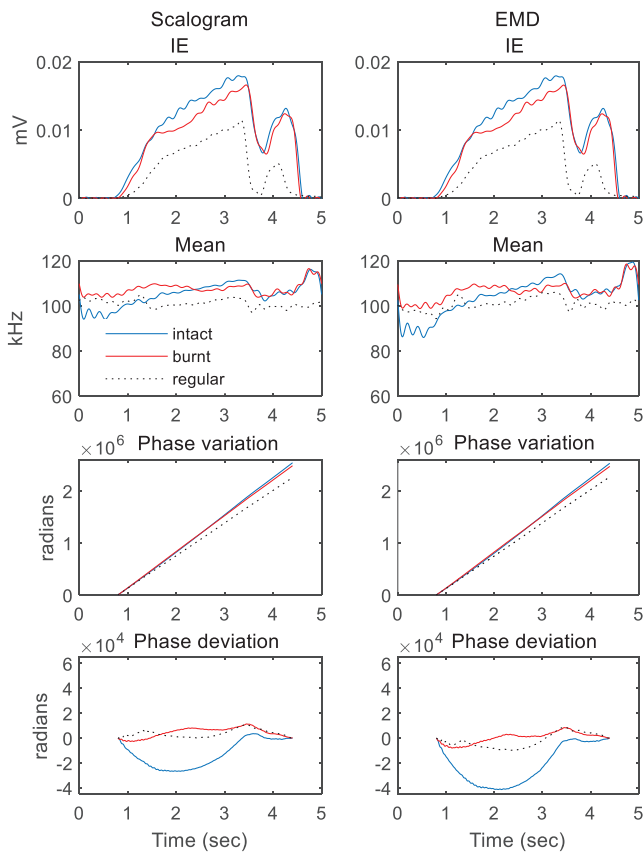 Scalogram EMD
IE IE
0.02 0.02
mV
0.01 0.01
0 0
0 1 2 3 4 5 0 1 2 3 4 5
Mean Mean
120 120
kHz
100 100
80 80
60 60
intact
burnt
regular
0 1 2 3 4 5 0 1 2 3 4 5
×10⁶ Phase variation ×10⁶ Phase variation
radians
2 2
1 1
0 0
0 1 2 3 4 5 0 1 2 3 4 5
×10⁴ Phase deviation ×10⁴ Phase deviation
radians
6 6
4 4
2 2
0 0
-2 -2
-4 -4
0 1 2 3 4 5 0 1 2 3 4 5
Time (sec) Time (sec)